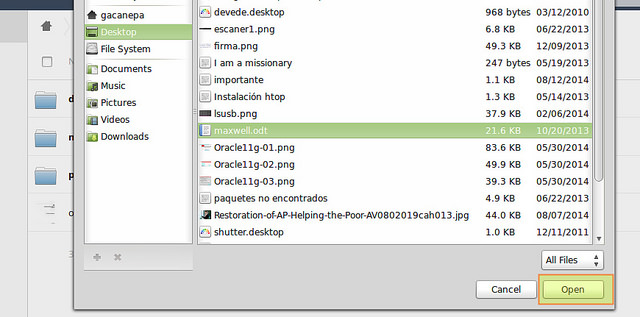 gacanepa
Desktop
File System
Documents
Music
Pictures
Videos
Downloads
devede.desktop 968 bytes 03/12/2010
escaner1.png 6.8 KB 06/22/2013
firma.png 49.3 KB 12/09/2013
I am a missionary 247 bytes 05/19/2013
importante 1.1 KB 08/12/2014
Instalación htop 1.3 KB 05/14/2013
lsusb.png 37.9 KB 02/06/2014
maxwell.odt 21.6 KB 10/20/2013
Oracle11g-01.png 83.6 KB 05/30/2014
Oracle11g-02.png 49.9 KB 05/30/2014
Oracle11g-03.png 39.3 KB 05/30/2014
paquetes no encontrados 4.9 KB 06/22/2013
Restoration-of-AP-Helping-the-Poor-AV0802019cah013.jpg 44.0 KB 08/07/2014
shutter.desktop 1.0 KB 12/11/2011
All Files
Cancel Open